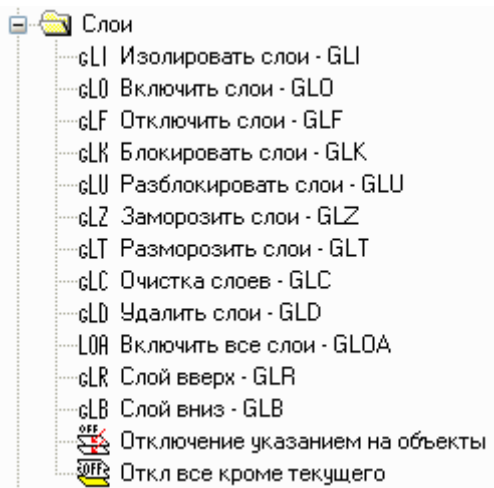 Слои
GLI Изолировать слои - GLI
GLO Включить слои - GLO
GLF Отключить слои - GLF
GLK Блокировать слои - GLK
GLU Разблокировать слои - GLU
GLZ Заморозить слои - GLZ
GLT Разморозить слои - GLT
GLC Очистка слоев - GLC
GLD Удалить слои - GLD
LOA Включить все слои - GLOA
GLR Слой вверх - GLR
GLB Слой вниз - GLB
OFF Отключение указанием на объекты
OFF Откл все кроме текущего